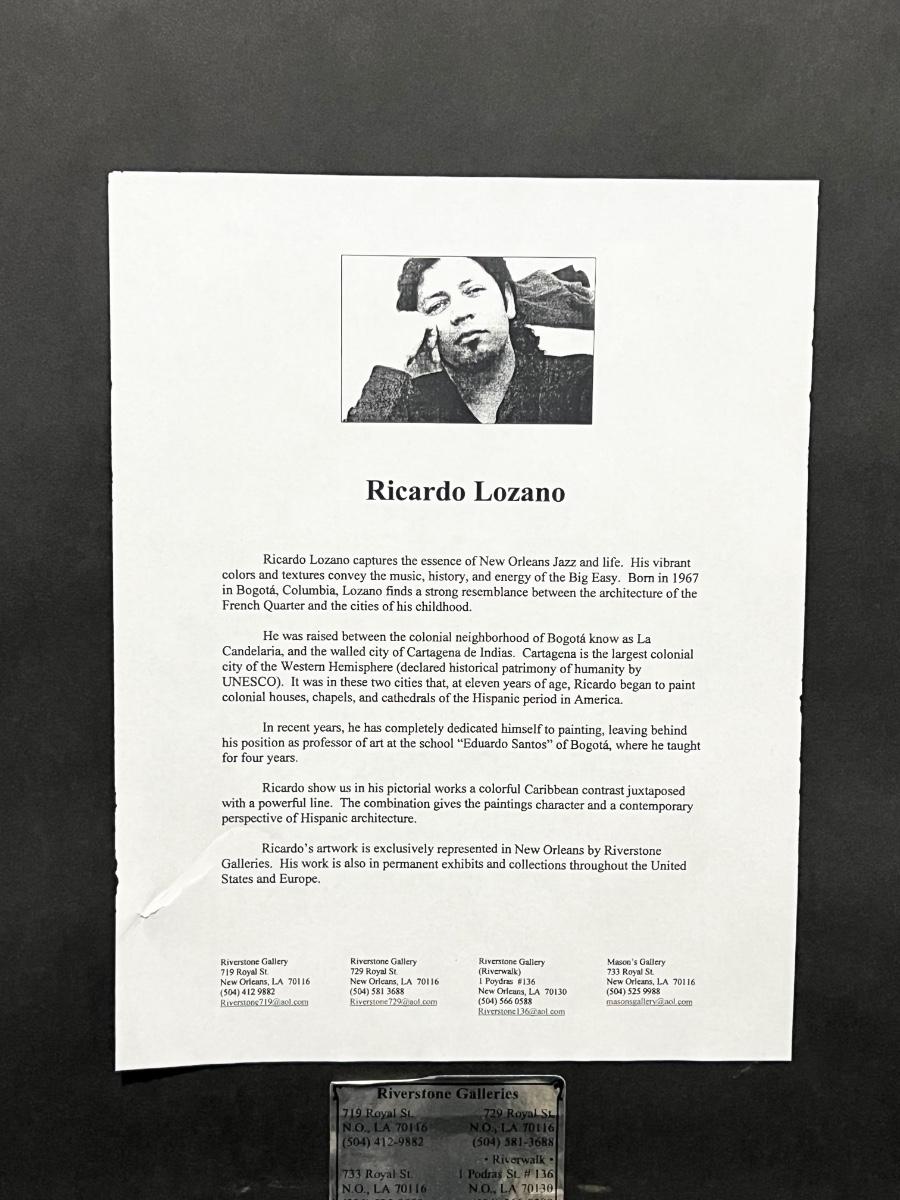 Ricardo Lozano
Ricardo Lozano captures the essence of New Orleans Jazz and life. His vibrant
colors and textures convey the music, history, and energy of the Big Easy. Born in 1967
in Bogotá, Columbia, Lozano finds a strong resemblance between the architecture of the
French Quarter and the cities of his childhood.
He was raised between the colonial neighborhood of Bogotá know as La
Candelaria, and the walled city of Cartagena de Indias. Cartagena is the largest colonial
city of the Western Hemisphere (declared historical patrimony of humanity by
UNESCO). It was in these two cities that, at eleven years of age, Ricardo began to paint
colonial houses, chapels, and cathedrals of the Hispanic period in America.
In recent years, he has completely dedicated himself to painting, leaving behind
his position as professor of art at the school “Eduardo Santos” of Bogotá, where he taught
for four years.
Ricardo show us in his pictorial works a colorful Caribbean contrast juxtaposed
with a powerful line. The combination gives the paintings character and a contemporary
perspective of Hispanic architecture.
Ricardo’s artwork is exclusively represented in New Orleans by Riverstone
Galleries. His work is also in permanent exhibits and collections throughout the United
States and Europe.
Riverstone Gallery
719 Royal St.
New Orleans, LA 70116
(504) 412 9882
Riverstone719@aol.com
Riverstone Gallery
729 Royal St.
New Orleans, LA 70116
(504) 581 3688
Riverstone729@aol.com
Riverstone Gallery
(Riverwalk)
1 Poydras #136
New Orleans, LA 70130
(504) 566 0588
Riverstone136@aol.com
Mason’s Gallery
733 Royal St.
New Orleans, LA 70116
(504) 525 9988
masonsgallery@aol.com
Riverstone Galleries
719 Royal St.
N.O., LA 70116
(504) 412-9882
729 Royal St.
N.O., LA 70116
(504) 581-3688
733 Royal St.
N.O., LA 70116
• Riverwalk •
1 Podras St. # 136
N.O., LA 70130